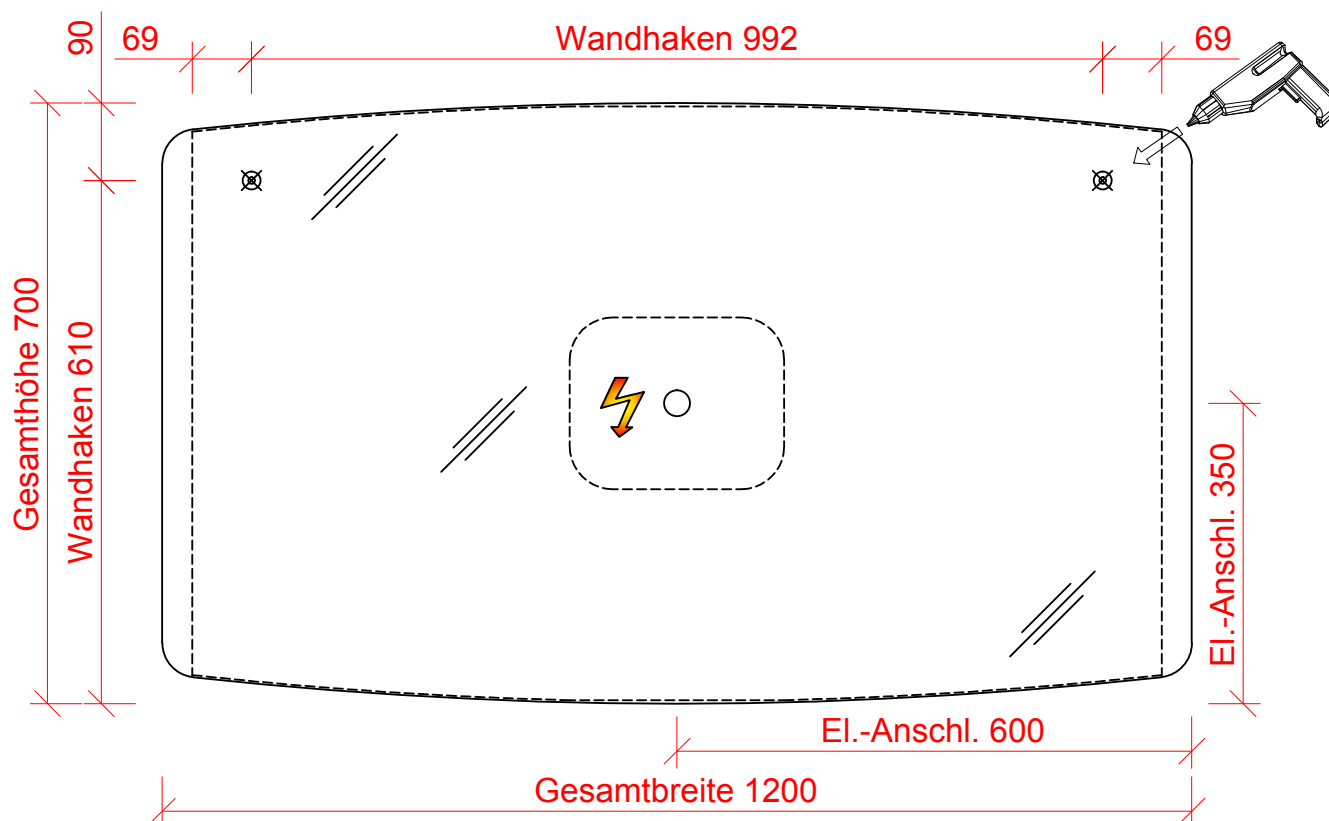 90
69
Wandhaken 992
69
Gesamthöhe 700
Wandhaken 610
El.-Anschl. 350
El.-Anschl. 600
Gesamtbreite 1200